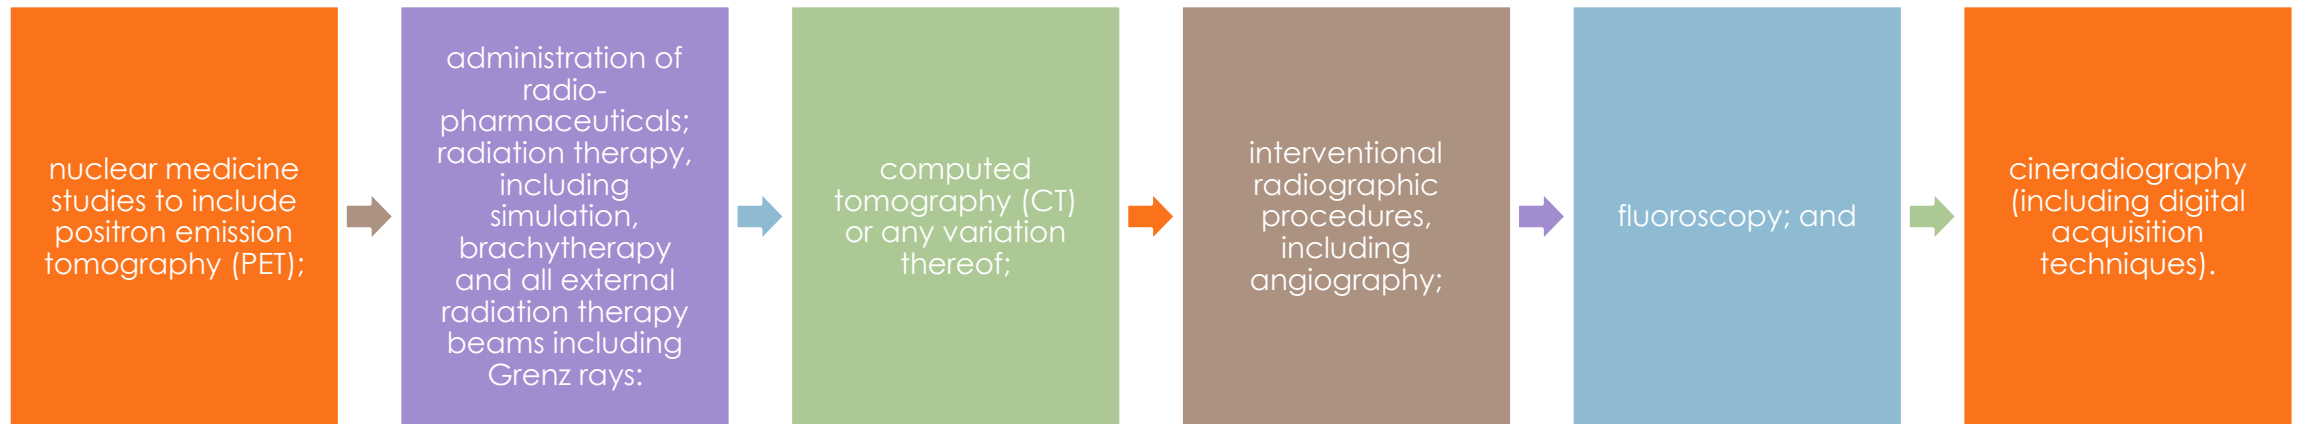 nuclear medicine
studies to include
positron emission
tomography (PET);
administration of
radio-
pharmaceuticals;
radiation therapy,
including
simulation,
brachytherapy
and all external
radiation therapy
beams including
Grenz rays:
computed
tomography (CT)
or any variation
thereof;
interventional
radiographic
procedures,
including
angiography;
fluoroscopy; and
cineradiography
(including digital
acquisition
techniques).